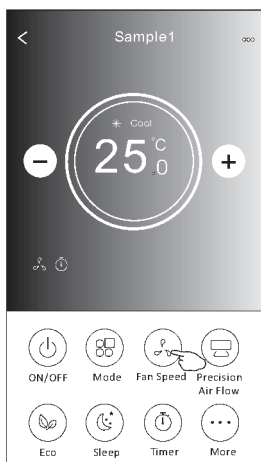 Sample1
Cool
25.0 °C
ON/OFF Mode Fan Speed Precision Air Flow
Eco Sleep Timer More